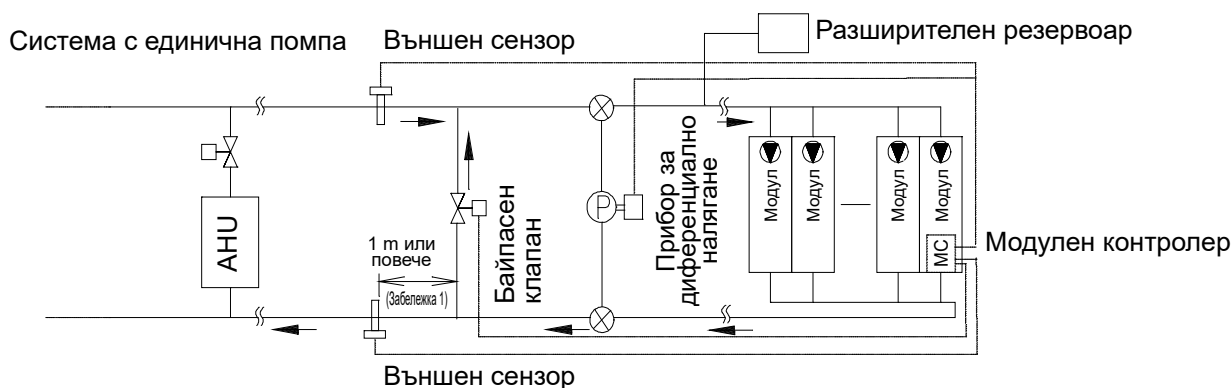 Система с единична помпа
Външен сензор
Разширителен резервоар
AHU
1 m или
повече
(Забележка 1)
Байпасен
клапан
P
Прибор за
диференциално
налягане
Модул
Модул
Модул
Модул
MC
Модулен контролер
Външен сензор